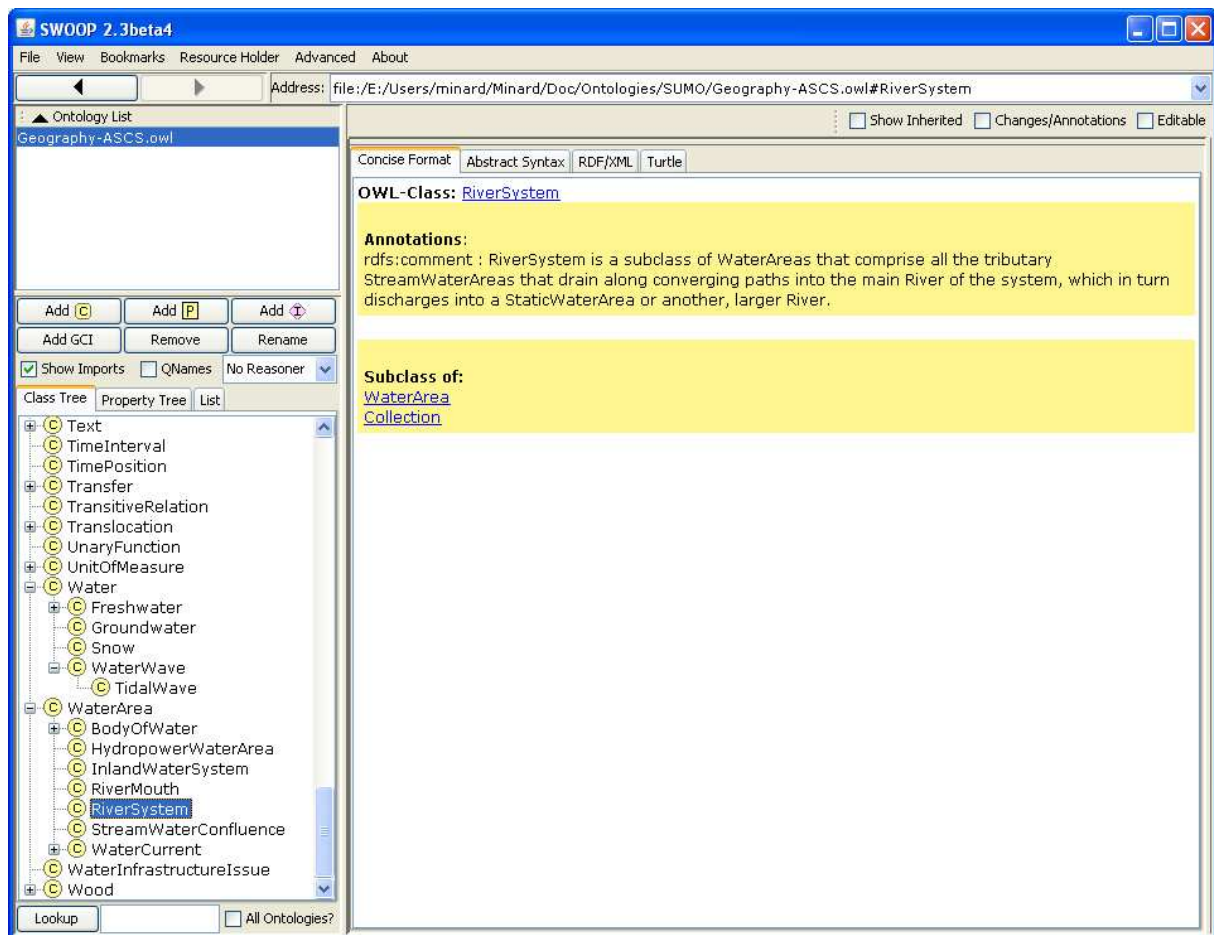 SWOOP 2.3beta4
File View Bookmarks Resource Holder Advanced About
Address: file:/E:/Users/minard/Minard/Doc/Ontologies/SUMO/Geography-ASCS.owl#RiverSystem
Ontology List
Geography-ASCS.owl
Show Inherited Changes/Annotations Editable
Concise Format Abstract Syntax RDF/XML Turtle
OWL-Class: RiverSystem
Annotations:
rdfs:comment : RiverSystem is a subclass of WaterAreas that comprise all the tributary
StreamWaterAreas that drain along converging paths into the main River of the system, which in turn
discharges into a StaticWaterArea or another, larger River.
Subclass of:
WaterArea
Collection
Add C Add P Add I
Add GCI Remove Rename
Show Imports QNames No Reasoner
Class Tree Property Tree List
C Text
C TimeInterval
C TimePosition
C Transfer
C TransitiveRelation
C Translocation
C UnaryFunction
C UnitOfMeasure
C Water
C Freshwater
C Groundwater
C Snow
C WaterWave
C TidalWave
C WaterArea
C BodyOfWater
C HydropowerWaterArea
C InlandWaterSystem
C RiverMouth
C RiverSystem
C StreamWaterConfluence
C WaterCurrent
C WaterInfrastructureIssue
C Wood
Lookup All Ontologies?